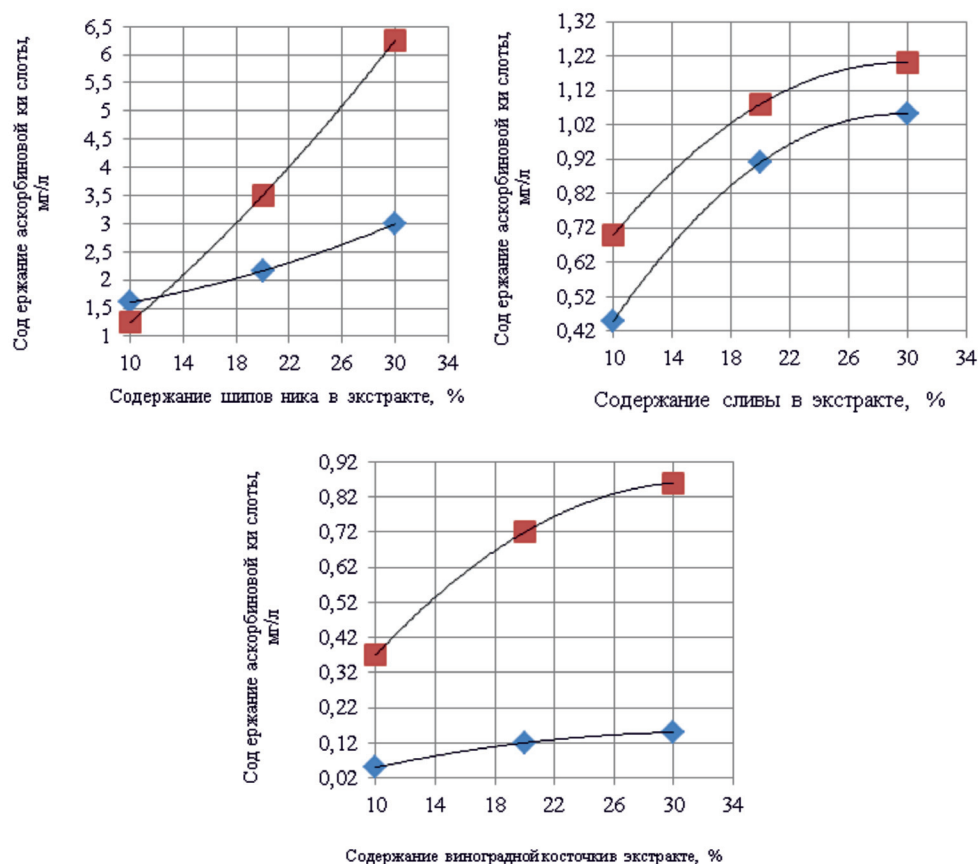 Сод ержание аскорбиновой ки слоты,
мг/л
6,5
6
5,5
5
4,5
4
3,5
3
2,5
2
1,5
1
10 14 18 22 26 30 34
Содержание шипов ника в экстракте, %
Сод ержание аскорбиновой ки слоты,
мг/л
1,32
1,22
1,12
1,02
0,92
0,82
0,72
0,62
0,52
0,42
10 14 18 22 26 30 34
Содержание сливы в экстракте, %
Сод ержание аскорбиновой ки слоты,
мг/л
0,92
0,82
0,72
0,62
0,52
0,42
0,32
0,22
0,12
0,02
10 14 18 22 26 30 34
Содержание виноградной косточкив экстракте, %